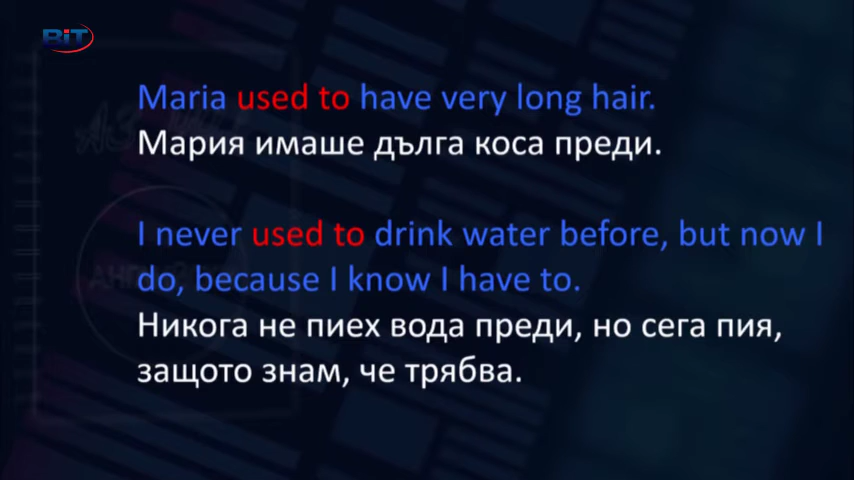 BiT
Maria used to have very long hair.
Мария имаше дълга коса преди.
I never used to drink water before, but now I
do, because I know I have to.
Никога не пиех вода преди, но сега пия,
защото знам, че трябва.